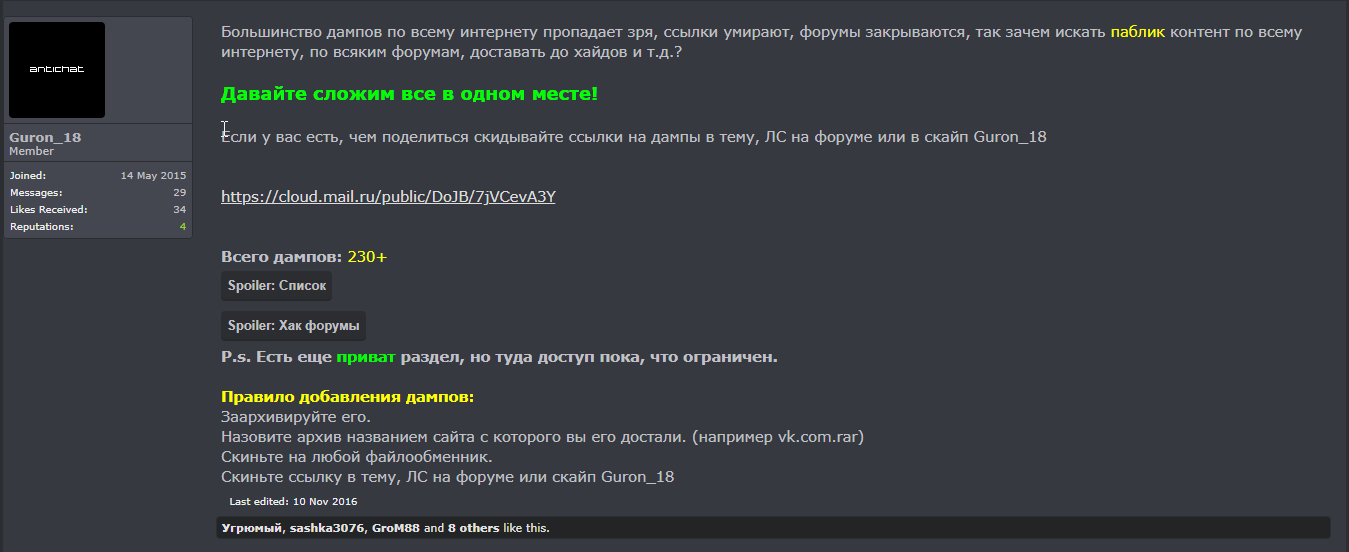 antichat
Guron_18
Member
Joined: 14 May 2015
Messages: 29
Likes Received: 34
Reputations: 4
Большинство дампов по всему интернету пропадает зря, ссылки умирают, форумы закрываются, так зачем искать паблик контент по всему
интернету, по всяким форумам, доставать до хайдов и т.д.?
Давайте сложим все в одном месте!
Если у вас есть, чем поделиться скидывайте ссылки на дампы в тему, ЛС на форуме или в скайп Guron_18
https://cloud.mail.ru/public/DoJB/7jVCevA3Y
Всего дампов: 230+
Spoiler: Список
Spoiler: Хак форумы
P.s. Есть еще приват раздел, но туда доступ пока, что ограничен.
Правило добавления дампов:
Заархивируйте его.
Назовите архив названием сайта с которого вы его достали. (например vk.com.rar)
Скиньте на любой файлообменник.
Скиньте ссылку в тему, ЛС на форуме или скайп Guron_18
Last edited: 10 Nov 2016
Угрюмый, sashka3076, GroM88 and 8 others like this.